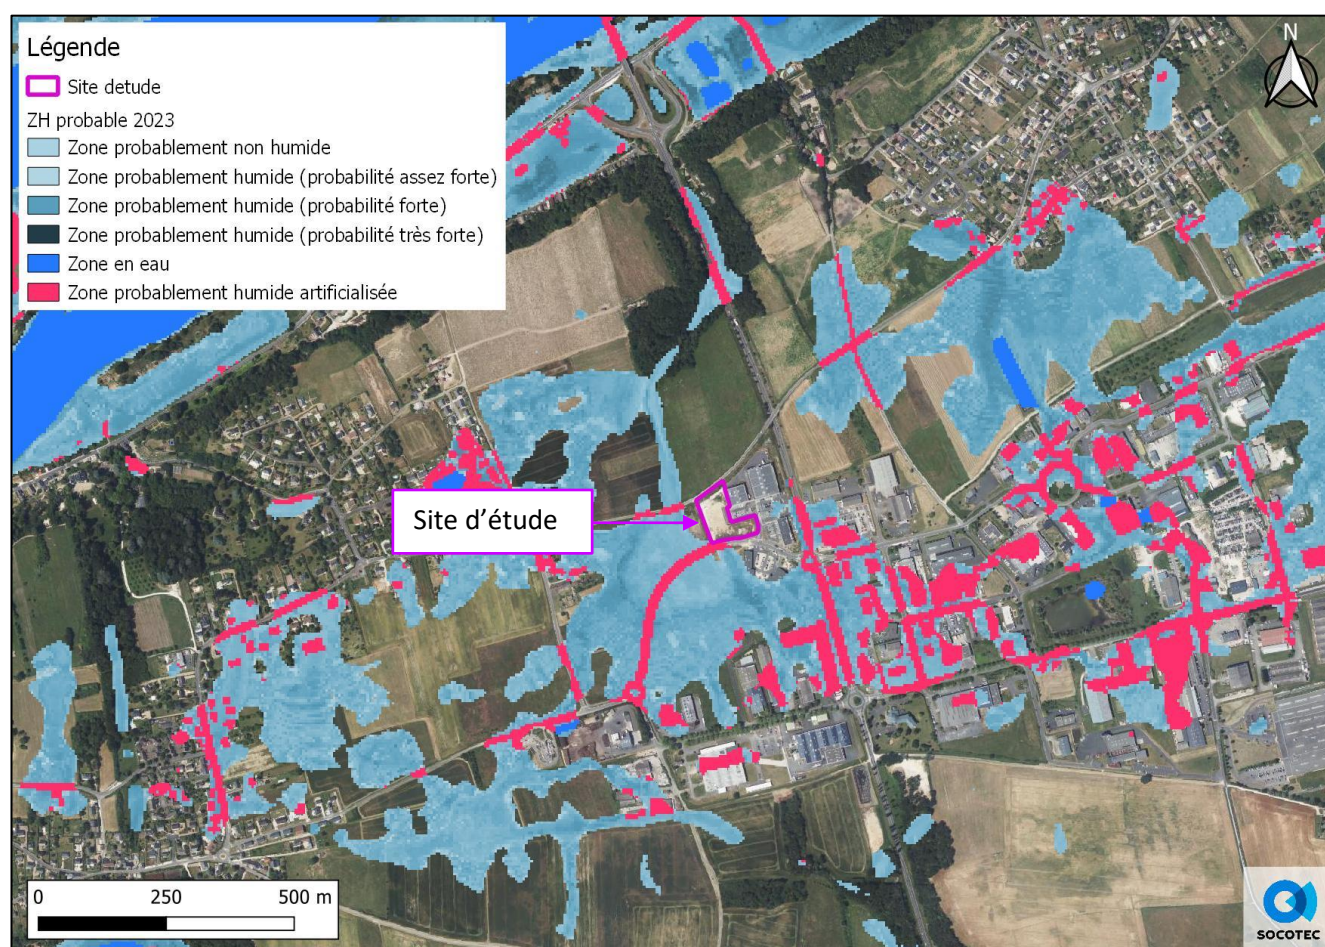 Légende
Site detude
ZH probable 2023
Zone probablement non humide
Zone probablement humide (probabilité assez forte)
Zone probablement humide (probabilité forte)
Zone probablement humide (probabilité très forte)
Zone en eau
Zone probablement humide artificialisée
N
Site d’étude
0 250 500 m
SOCOTEC